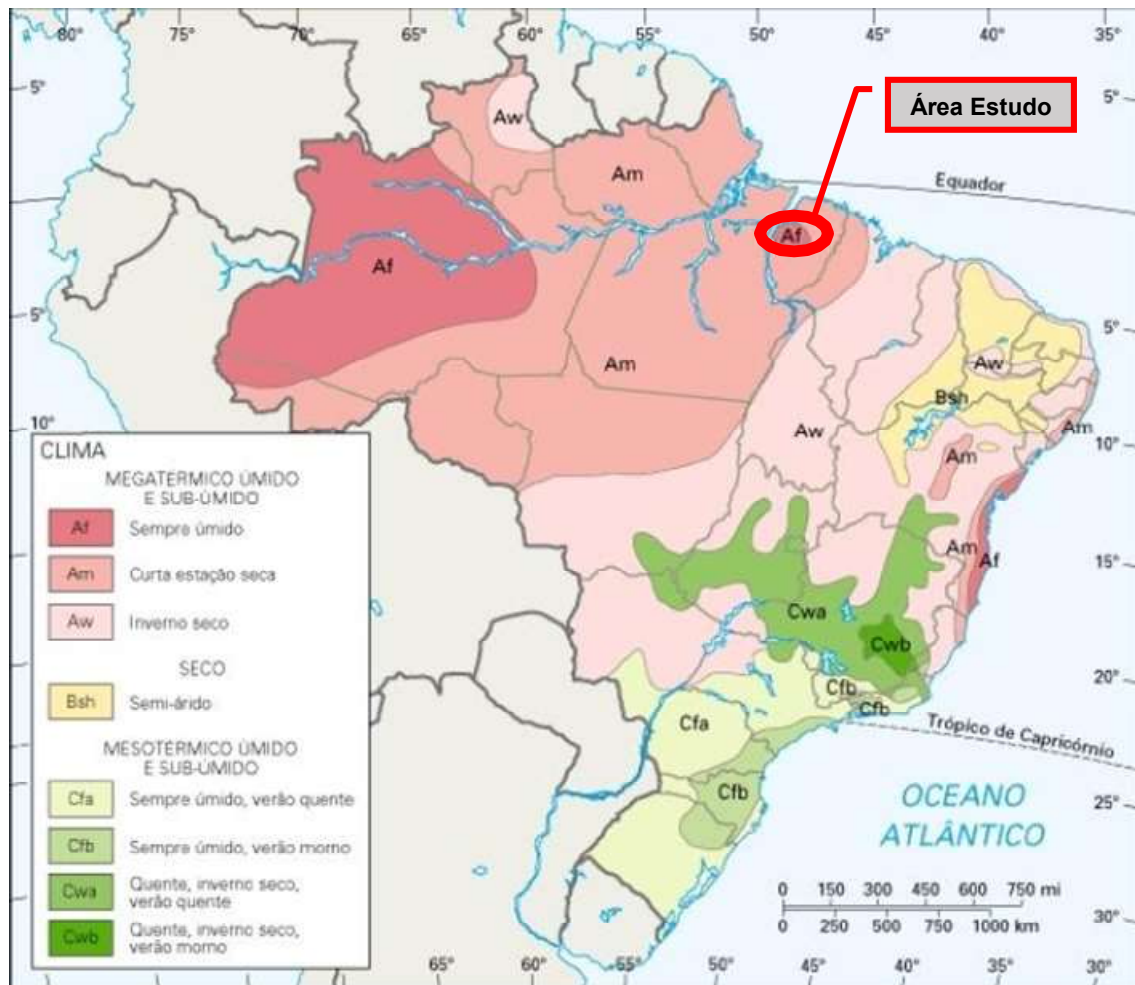 80°
75°
70°
65°
60°
55°
50°
45°
40°
35°
5°
5°
Área Estudo
Aw
Am
Equador
Af
Af
5°
5°
Am
Aw
Bsh
Aw
Am
10°
10°
Am
CLIMA
MEGATERMICO ÚMIDO
E SUB-ÚMIDO
Af Sempre úmido
Am Curta estação seca
Aw Inverno seco
SECO
Bsh Semi-árido
MESOTÉRMICO ÚMIDO
E SUB-ÚMIDO
Cfa Sempre úmido, verão quente
Cfb Sempre úmido, verão morno
Cwa Quente, inverno seco,
verão quente
Cwb Quente, inverno seco,
verão morno
Am
Af
15°
Cwa
Cwb
20°
Cfb
Cfb
Cfa
Trópico de Capricórnio
Cfb
25°
OCEANO
ATLÂNTICO
0 150 300 450 600 750 mi
0 250 500 750 1000 km
30°
65°
60°
55°
50°
45°
40°
35°